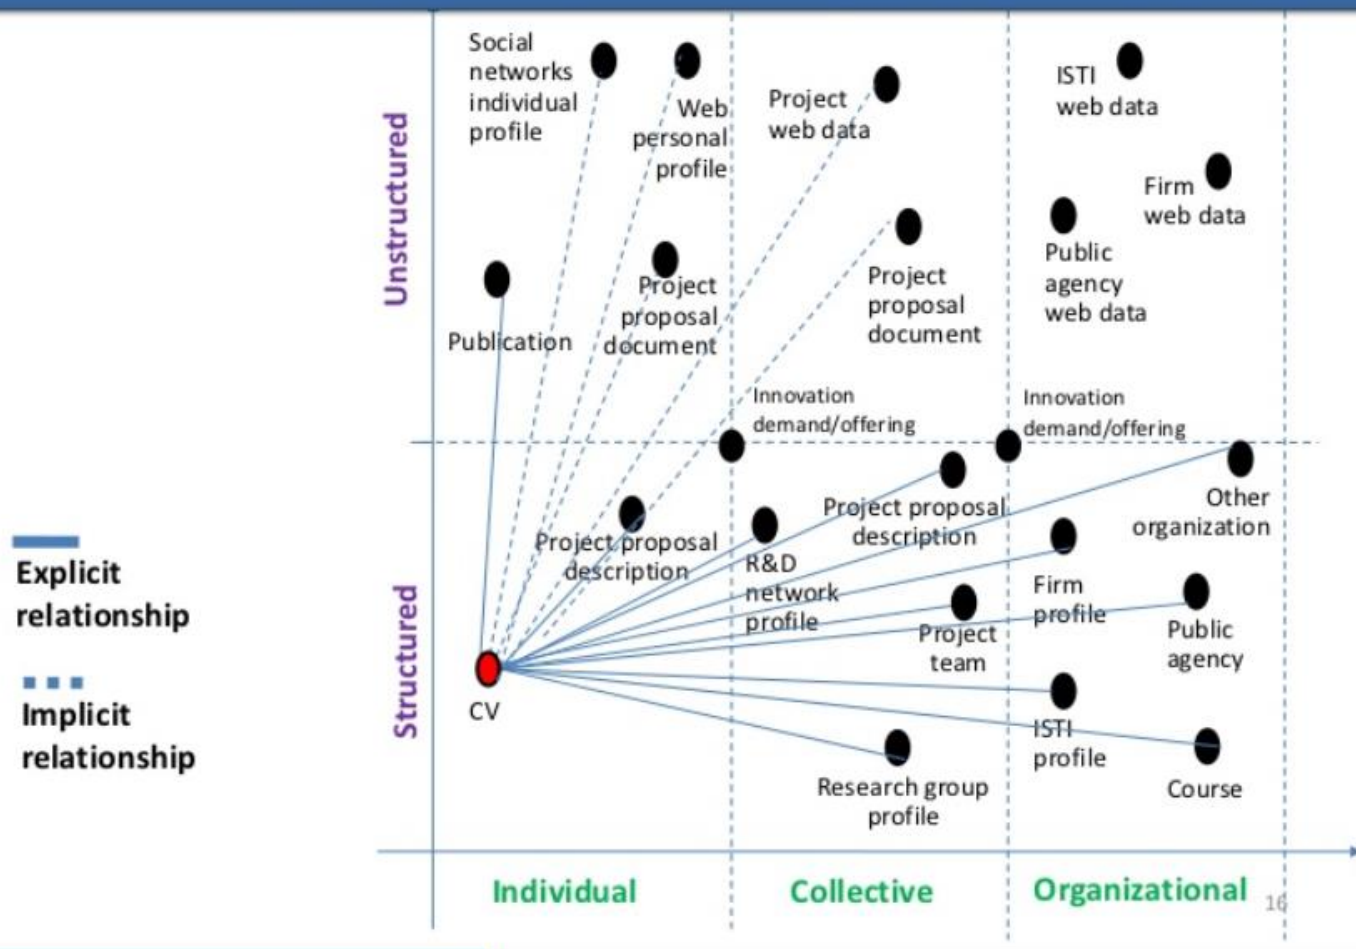 Social
networks
individual
profile
Web
personal
profile
Project
web data
ISTI
web data
Firm
web data
Public
agency
web data
Unstructured
Publication
Project
proposal
document
Project
proposal
document
Innovation
demand/offering
Innovation
demand/offering
Project proposal
description
Project proposal
description
Other
organization
R&D
network
profile
Firm
profile
Project
team
Public
agency
Explicit
relationship
Implicit
relationship
Structured
CV
ISTI
profile
Research group
profile
Course
Individual
Collective
Organizational
16